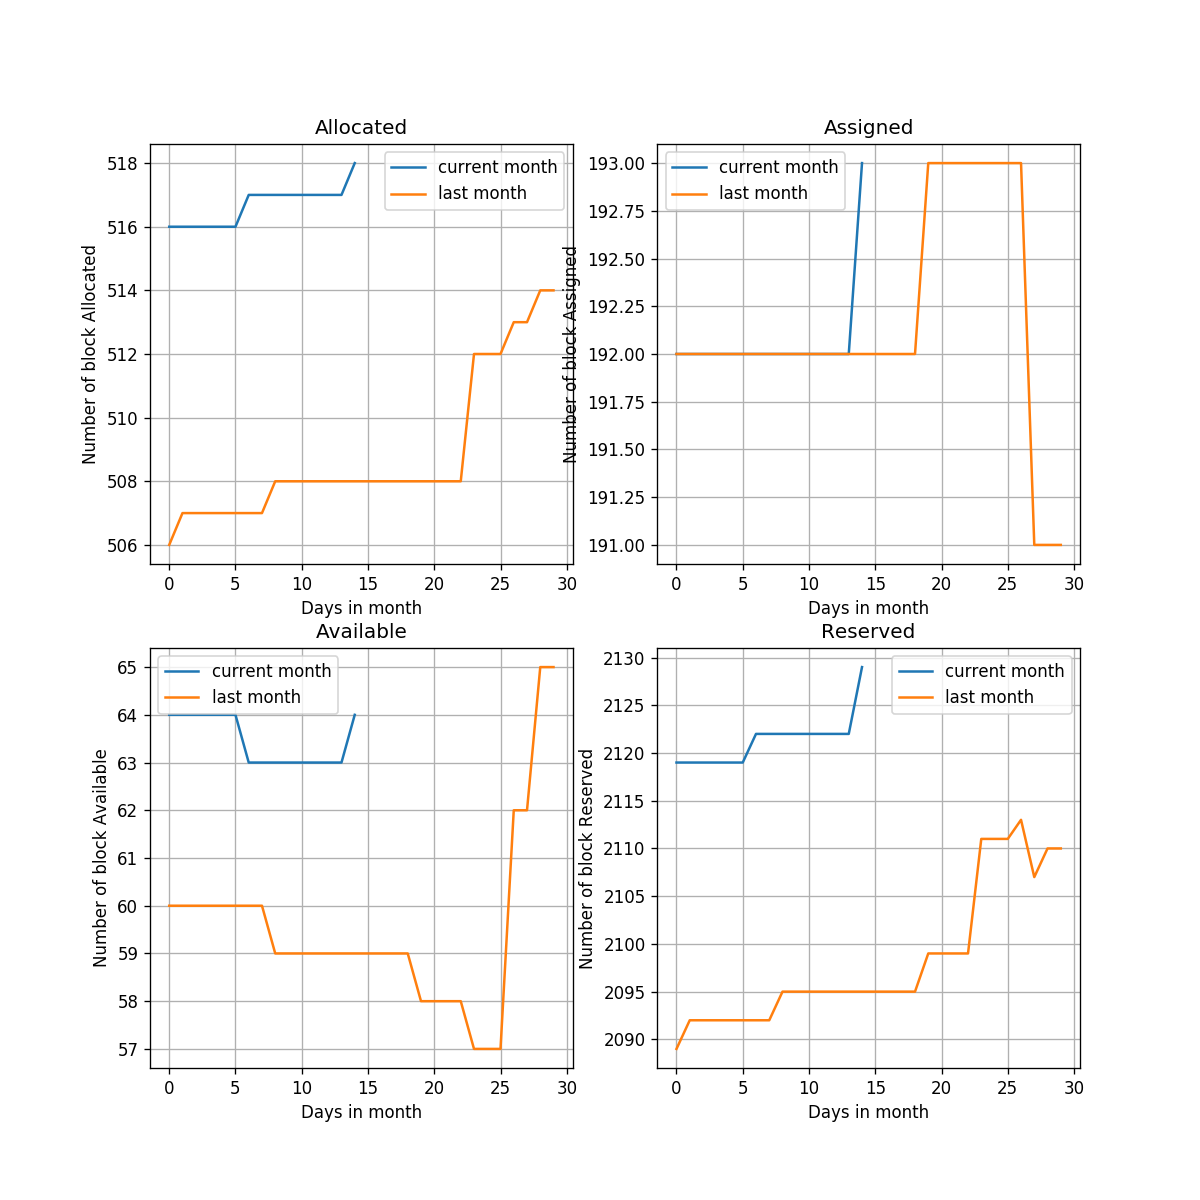 Allocated
518
516
514
512
510
508
506
Number of block Allocated
current month
last month
0 5 10 15 20 25 30
Days in month
Assigned
193.00
192.75
192.50
192.25
192.00
191.75
191.50
191.25
191.00
Number of block Assigned
current month
last month
0 5 10 15 20 25 30
Days in month
Available
65
64
63
62
61
60
59
58
57
Number of block Available
current month
last month
0 5 10 15 20 25 30
Days in month
Reserved
2130
2125
2120
2115
2110
2105
2100
2095
2090
Number of block Reserved
current month
last month
0 5 10 15 20 25 30
Days in month